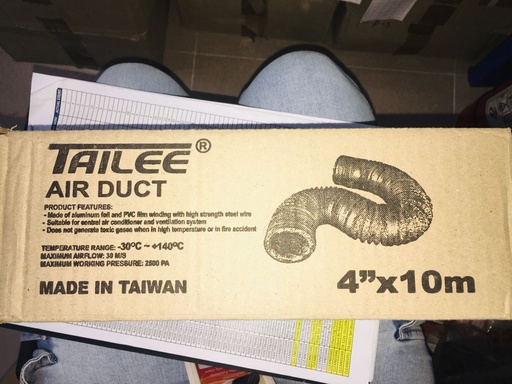 TAILEE®
AIR DUCT
PRODUCT FEATURES:
- Made of aluminum foil and PVC film winding with high strength steel wire
- Suitable for central air conditioner and ventilation system
- Does not generate toxic gases when in high temperature or in fire accident
TEMPERATURE RANGE: -30ºC ~ +140ºC
MAXIMUM AIRFLOW: 30 M/S
MAXIMUM WORKING PRESSURE: 2500 PA
MADE IN TAIWAN
4”x10m